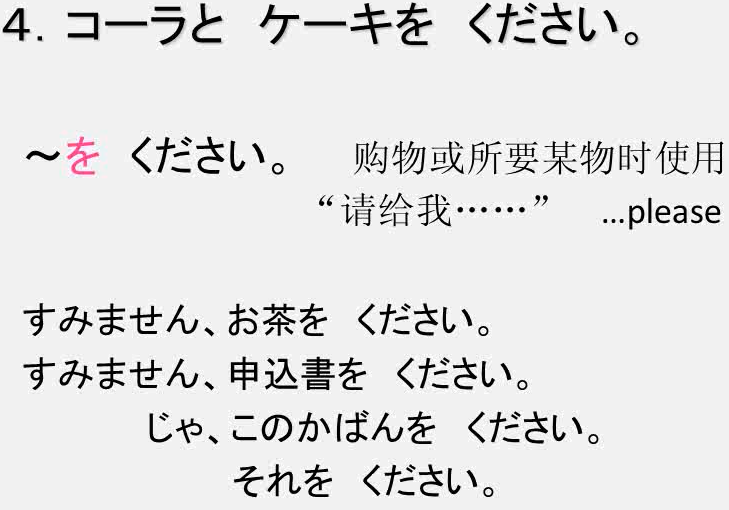 ４．コーラと　ケーキを　ください。
～を　ください。　购物或所要某物时使用
“请给我……”　...please
すみません、お茶を　ください。
すみません、申込書を　ください。
じゃ、このかばんを　ください。
それを　ください。